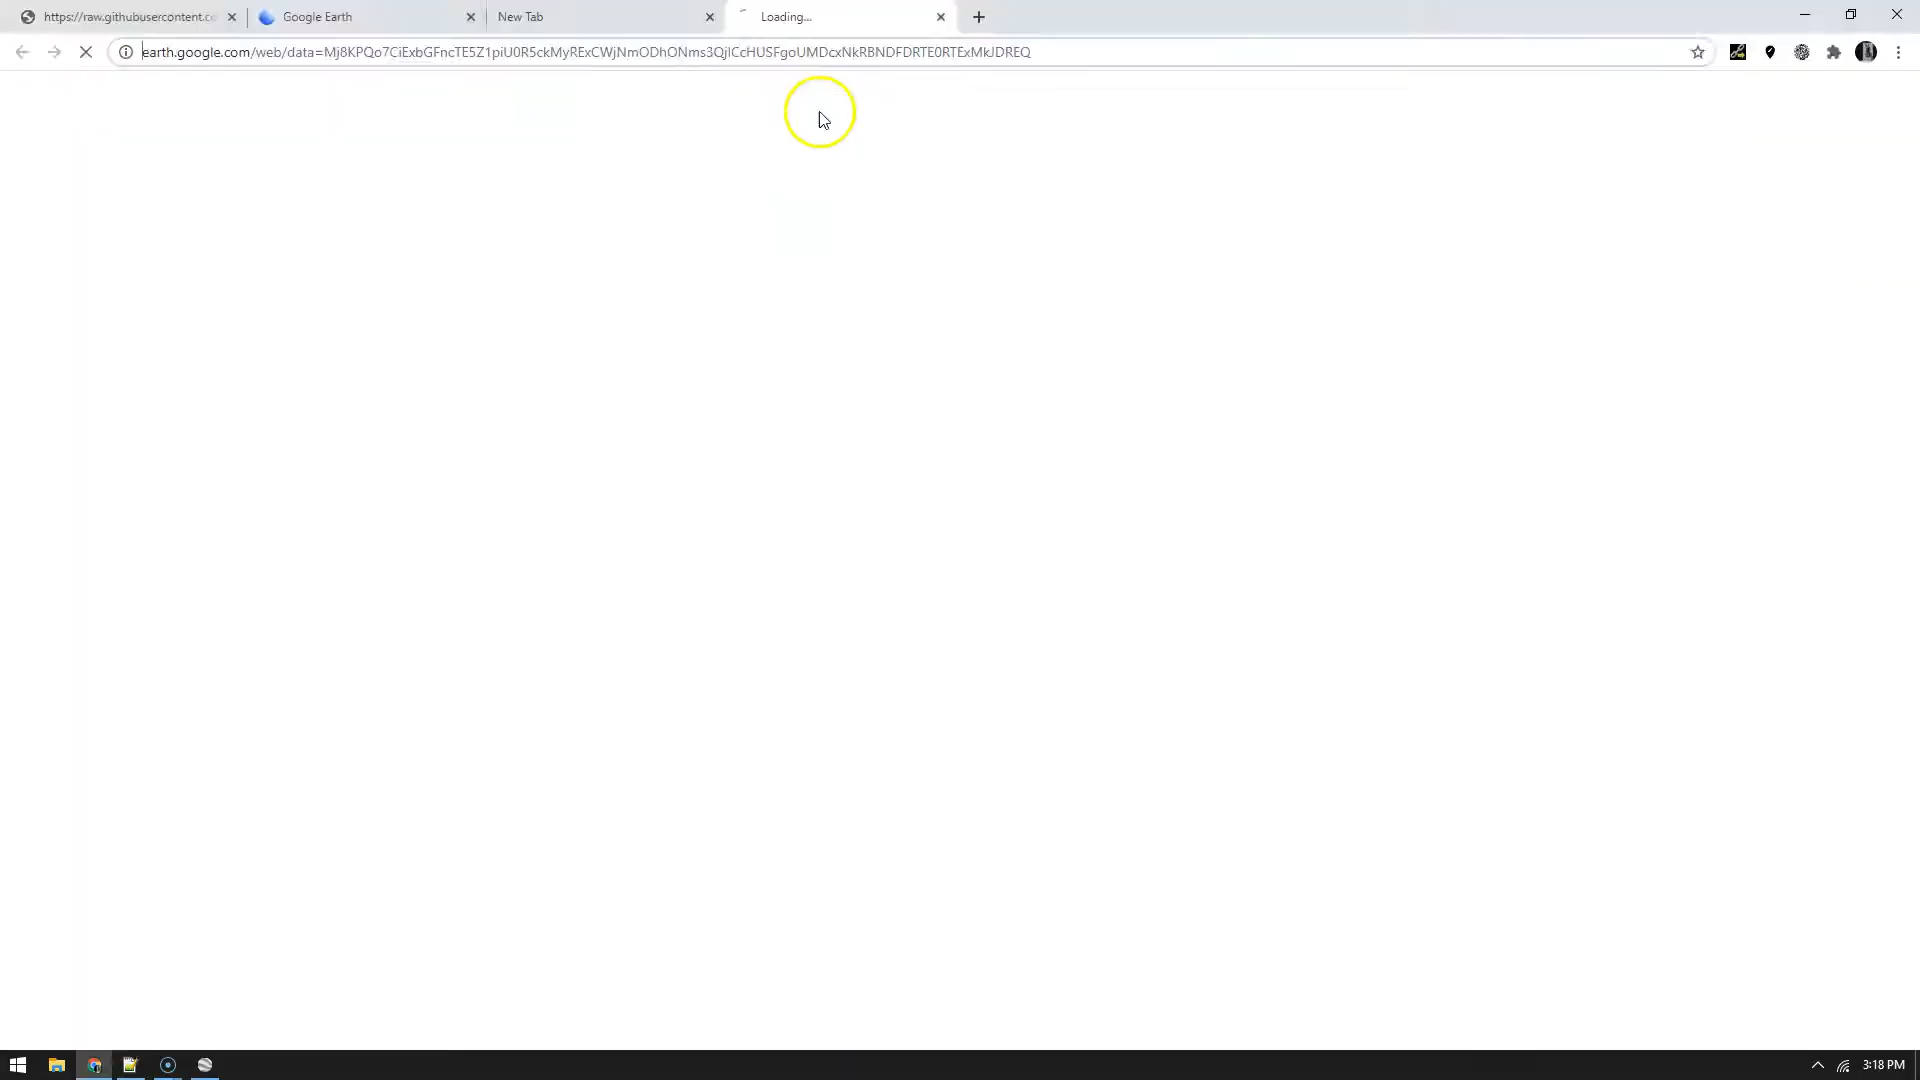 https://raw.githubusercontent.co
Google Earth
New Tab
Loading...
earth.google.com/web/data=Mj8KPQo7CiExbGFncTE5Z1piU0R5ckMyRExCWjNmODhONms3QjlCcHUSFgoUMDcxNkRBNDFDRTE0RTExMkJDREQ
3:18 PM